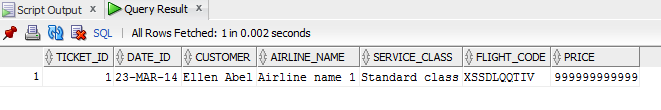 Script Output × Query Result ×
SQL | All Rows Fetched: 1 in 0.002 seconds
TICKET_ID DATE_ID CUSTOMER AIRLINE_NAME SERVICE_CLASS FLIGHT_CODE PRICE
1 1 23-MAR-14 Ellen Abel Airline name 1 Standard class XSSDLQQTIV 999999999999